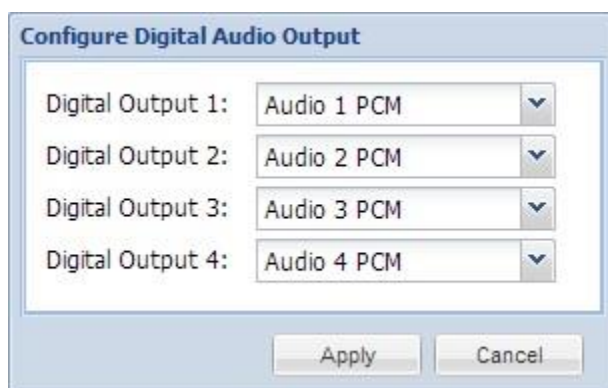 Configure Digital Audio Output
Digital Output 1: Audio 1 PCM
Digital Output 2: Audio 2 PCM
Digital Output 3: Audio 3 PCM
Digital Output 4: Audio 4 PCM
Apply Cancel